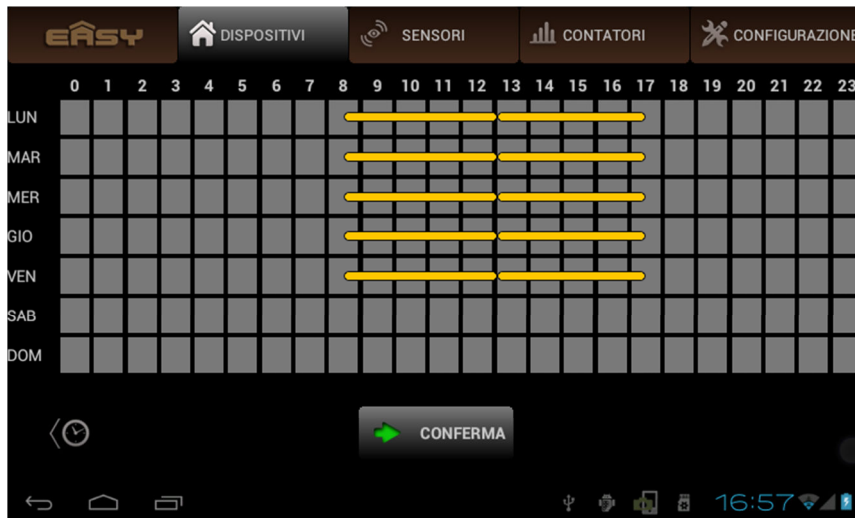 EASY DISPOSITIVI SENSORI CONTATORI CONFIGURAZIONE
0 1 2 3 4 5 6 7 8 9 10 11 12 13 14 15 16 17 18 19 20 21 22 23
LUN
MAR
MER
GIO
VEN
SAB
DOM
CONFERMA
16:57